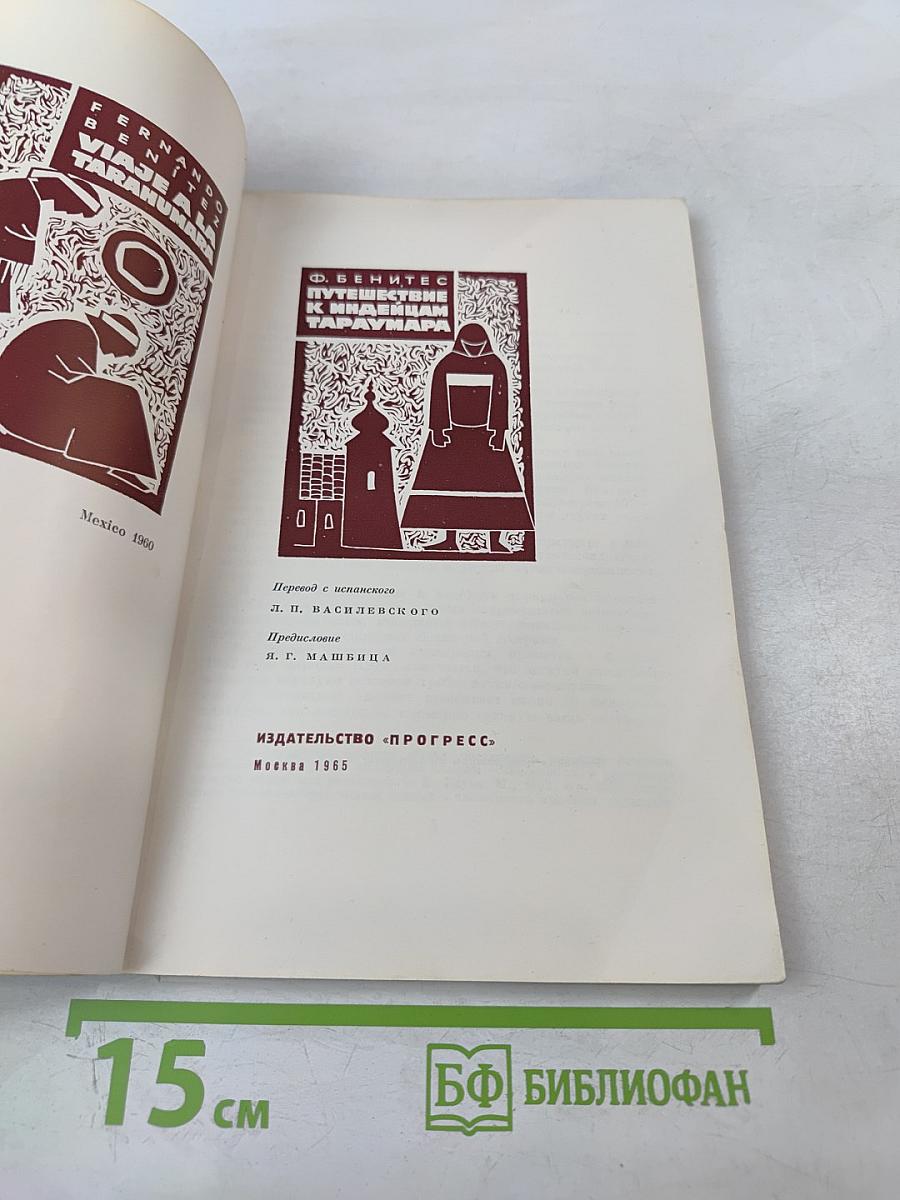 FERNANDO
BENÍTEZ
VIAJE A LA
TARAHUMARA
Mexico 1960
Ф. БЕНИТЕС
ПУТЕШЕСТВИЕ
К ИНДЕЙЦАМ
ТАРАУМАРА
Перевод с испанского
Л. П. ВАСИЛЕВСКОГО
Предисловие
Я. Г. МАШБИЦА
ИЗДАТЕЛЬСТВО «ПРОГРЕСС»
Москва 1965
15 см
БФ БИБЛИОФАН